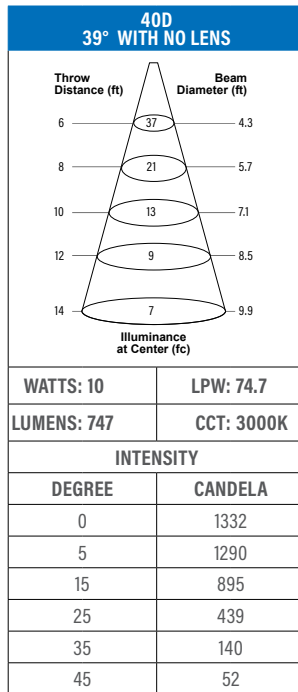 40D
39° WITH NO LENS
Throw Distance (ft)
Beam Diameter (ft)
6 37 4.3
8 21 5.7
10 13 7.1
12 9 8.5
14 7 9.9
Illuminance
at Center (fc)
WATTS: 10 LPW: 74.7
LUMENS: 747 CCT: 3000K
INTENSITY
DEGREE CANDELA
0 1332
5 1290
15 895
25 439
35 140
45 52